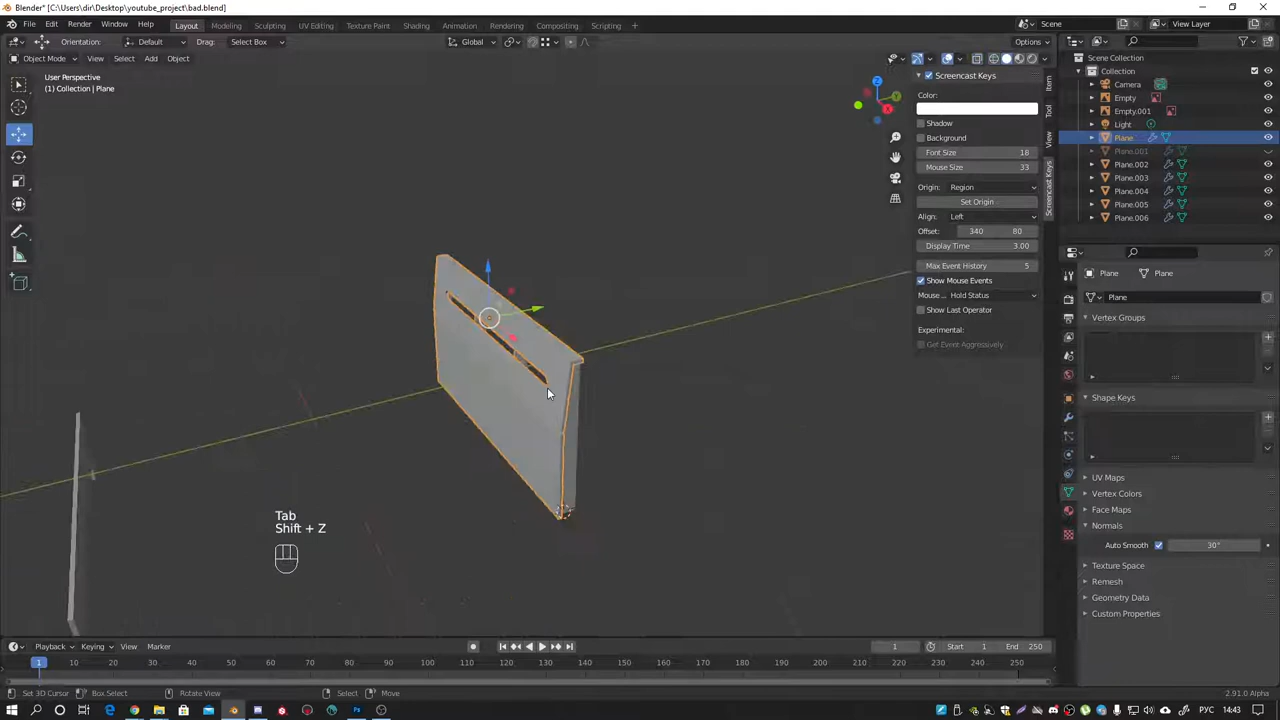 Blender* [C:\Users\dir\Desktop\youtube_project\bad.blend]
File Edit Render Window Help Layout Modeling Sculpting UV Editing Texture Paint Shading Animation Rendering Compositing Scripting Scene View Layer
Orientation: Default Drag: Select Box Global Options
Object Mode View Select Add Object
User Perspective
(1) Collection | Plane
X
Y
Z
Screencast Keys
Color:
Shadow
Background
Font Size 18
Mouse Size 33
Origin: Region
Set Origin
Align: Left
Offset: 340 80
Display Time 3.00
Max Event History 5
Show Mouse Events
Mouse... Hold Status
Show Last Operator
Experimental:
Get Event Aggressively
Item
Tool
View
Screencast Keys
Scene Collection
Collection
Camera
Empty
Empty.001
Light
Plane
Plane.001
Plane.002
Plane.003
Plane.004
Plane.005
Plane.006
Plane Plane
Plane
Vertex Groups
Shape Keys
UV Maps
Vertex Colors
Face Maps
Normals
Auto Smooth 30°
Texture Space
Remesh
Geometry Data
Custom Properties
Tab
Shift + Z
Playback Keying View Marker 1 Start 1 End 250
1 10 20 30 40 50 60 70 80 90 100 110 120 130 140 150 160 170 180 190 200 210 220 230 240 250
Set 3D Cursor Box Select Rotate View Select Move 2.91.0 Alpha
РУС 14:43